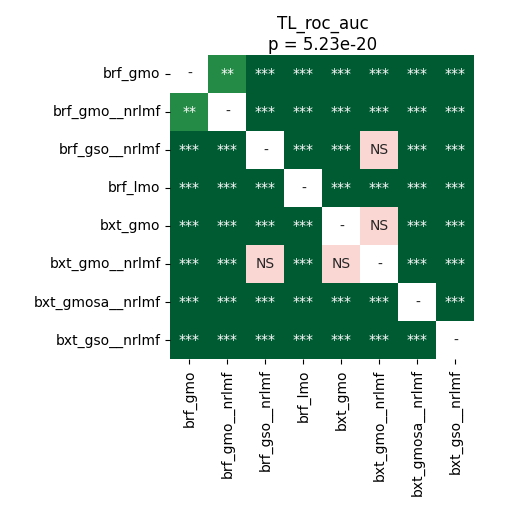 TL_roc_auc
p = 5.23e-20
brf_gmo - ** *** *** *** *** *** ***
brf_gmo__nrlmf ** - *** *** *** *** *** ***
brf_gso__nrlmf *** *** - *** *** NS *** ***
brf_lmo *** *** *** - *** *** *** ***
bxt_gmo *** *** *** *** - NS *** ***
bxt_gmo__nrlmf *** *** NS *** NS - *** ***
bxt_gmosa__nrlmf *** *** *** *** *** *** - ***
bxt_gso__nrlmf *** *** *** *** *** *** *** -
brf_gmo
brf_gmo__nrlmf
brf_gso__nrlmf
brf_lmo
bxt_gmo
bxt_gmo__nrlmf
bxt_gmosa__nrlmf
bxt_gso__nrlmf